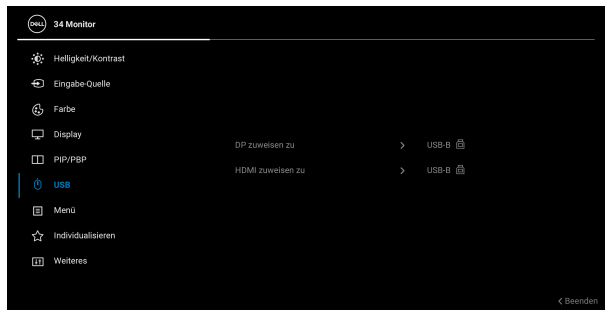 DELL 34 Monitor
Helligkeit/Kontrast
Eingabe-Quelle
Farbe
Display
DP zuweisen zu USB-B
PIP/PBP
HDMI zuweisen zu USB-B
USB
Menü
Individualisieren
Weiteres
Beenden